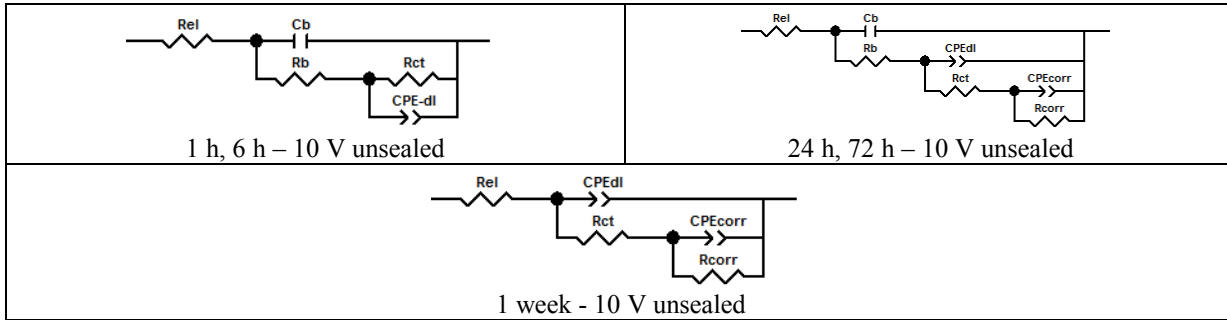 Rel Cb
Rb Rct
CPE-dl
1 h, 6 h – 10 V unsealed
Rel Cb
Rb CPEdl
Rct CPEcorr
Rcorr
24 h, 72 h – 10 V unsealed
Rel CPEdl
Rct CPEcorr
Rcorr
1 week - 10 V unsealed